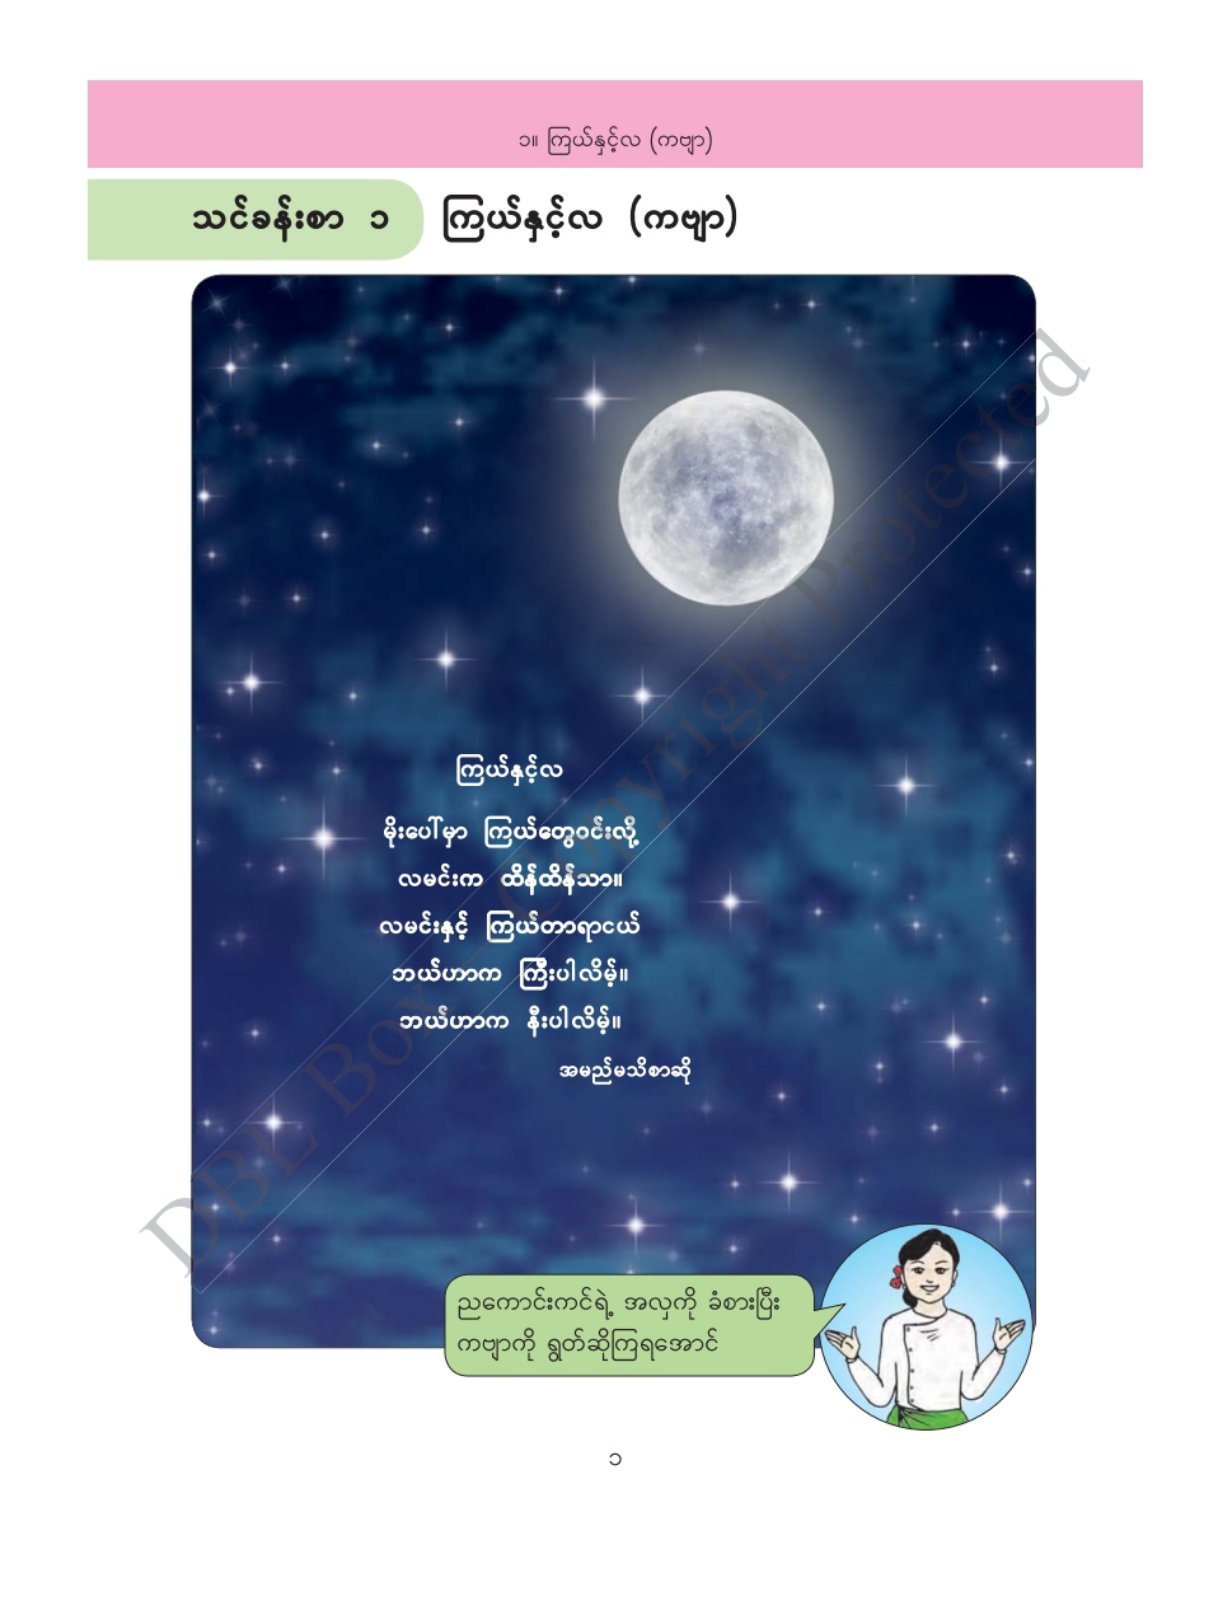 ၁။ ကြယ်နှင့်လ (ကဗျာ)
သင်ခန်းစာ ၁ ကြယ်နှင့်လ (ကဗျာ)
ကြယ်နှင့်လ
မိုးပေါ်မှာ ကြယ်တွေဝင်းလို့
လမင်းက ထိန်ထိန်သာ။
လမင်းနှင့် ကြယ်တာရာငယ်
ဘယ်ဟာက ကြီးပါလိမ့်။
ဘယ်ဟာက နီးပါလိမ့်။
အမည်မသိစာဆို
ညကောင်းကင်ရဲ့ အလှကို ခံစားပြီး
ကဗျာကို ရွတ်ဆိုကြရအောင်
၁
DBE Box _ Copyright Protected